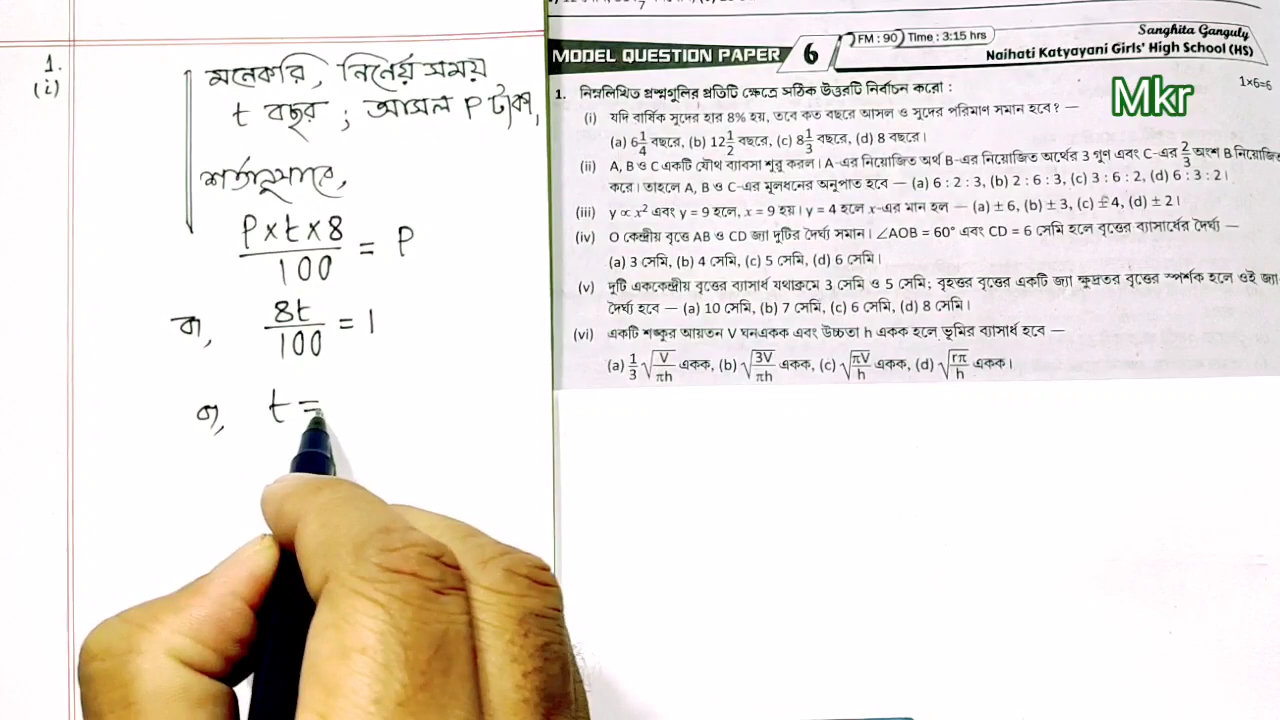 1.
(i)
মনেকরি, নির্নেয় সময়
t বছর ; আসল P টাকা,
শর্তানুসারে,
P × t × 8 / 100 = P
বা, 8t / 100 = 1
বা, t =
MODEL QUESTION PAPER 6 FM : 90 Time : 3:15 hrs
Sanghita Ganguly
Naihati Katyayani Girls' High School (HS)
Mkr
1. নিম্নলিখিত প্রশ্নগুলির প্রতিটি ক্ষেত্রে সঠিক উত্তরটি নির্বাচন করো : 1×6=6
(i) যদি বার্ষিক সুদের হার 8% হয়, তবে কত বছরে আসল ও সুদের পরিমাণ সমান হবে? —
(a) 6 1/4 বছরে, (b) 12 1/2 বছরে, (c) 8 1/3 বছরে, (d) 8 বছরে।
(ii) A, B ও C একটি যৌথ ব্যাবসা শুরু করল। A-এর নিয়োজিত অর্থ B-এর নিয়োজিত অর্থের 3 গুণ এবং C-এর 2/3 অংশ B নিয়োজিত
করে। তাহলে A, B ও C-এর মূলধনের অনুপাত হবে — (a) 6 : 2 : 3, (b) 2 : 6 : 3, (c) 3 : 6 : 2, (d) 6 : 3 : 2।
(iii) y ∝ x² এবং y = 9 হলে, x = 9 হয়। y = 4 হলে x-এর মান হল — (a) ± 6, (b) ± 3, (c) ± 4, (d) ± 2।
(iv) O কেন্দ্রীয় বৃত্তে AB ও CD জ্যা দুটির দৈর্ঘ্য সমান। ∠AOB = 60° এবং CD = 6 সেমি হলে বৃত্তের ব্যাসার্ধের দৈর্ঘ্য —
(a) 3 সেমি, (b) 4 সেমি, (c) 5 সেমি, (d) 6 সেমি।
(v) দুটি এককেন্দ্রীয় বৃত্তের ব্যাসার্ধ যথাক্রমে 3 সেমি ও 5 সেমি; বৃহত্তর বৃত্তের একটি জ্যা ক্ষুদ্রতর বৃত্তের স্পর্শক হলে ওই জ্যা
দৈর্ঘ্য হবে — (a) 10 সেমি, (b) 7 সেমি, (c) 6 সেমি, (d) 8 সেমি।
(vi) একটি শঙ্কুর আয়তন V ঘনএকক এবং উচ্চতা h একক হলে ভূমির ব্যাসার্ধ হবে —
(a) 1/3 √(V/πh) একক, (b) √(3V/πh) একক, (c) √(πV/h) একক, (d) √(rπ/h) একক।